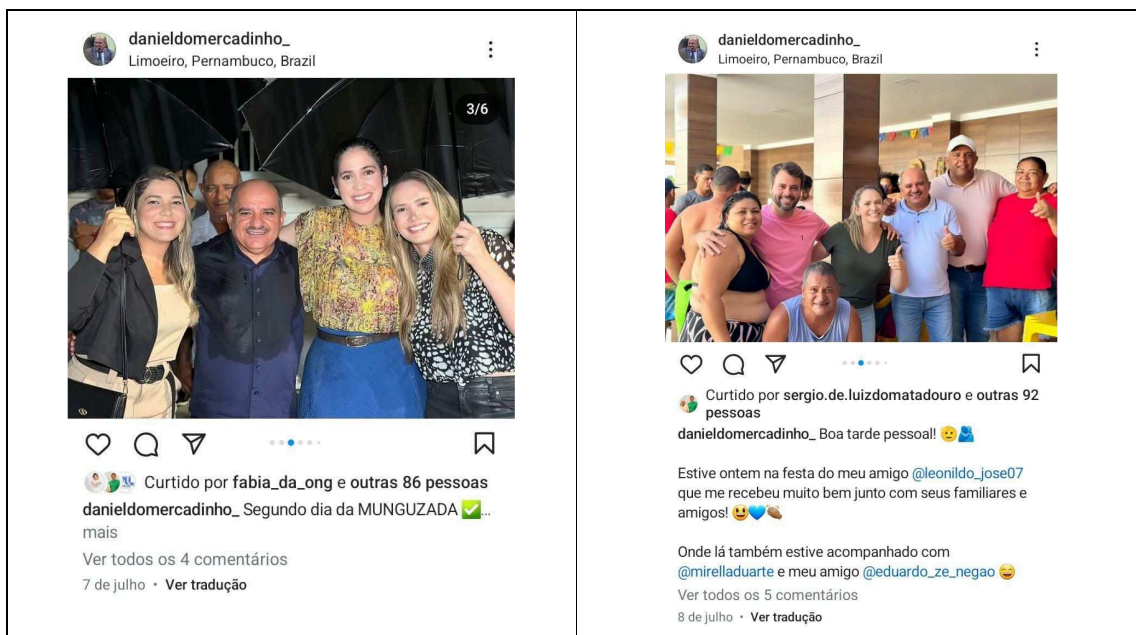 danieldomercadinho_
Limoeiro, Pernambuco, Brazil
3/6
Curtido por fabia_da_ong e outras 86 pessoas
danieldomercadinho_ Segundo dia da MUNGUZADA ✅...
mais
Ver todos os 4 comentários
7 de julho • Ver tradução
danieldomercadinho_
Limoeiro, Pernambuco, Brazil
Curtido por sergio.de.luizdomatadouro e outras 92
pessoas
danieldomercadinho_ Boa tarde pessoal! 🫡🫂
Estive ontem na festa do meu amigo @leonildo_jose07
que me recebeu muito bem junto com seus familiares e
amigos! 😃💙👏🏾
Onde lá também estive acompanhado com
@mirelladuarte e meu amigo @eduardo_ze_negao 😄
Ver todos os 5 comentários
8 de julho • Ver tradução